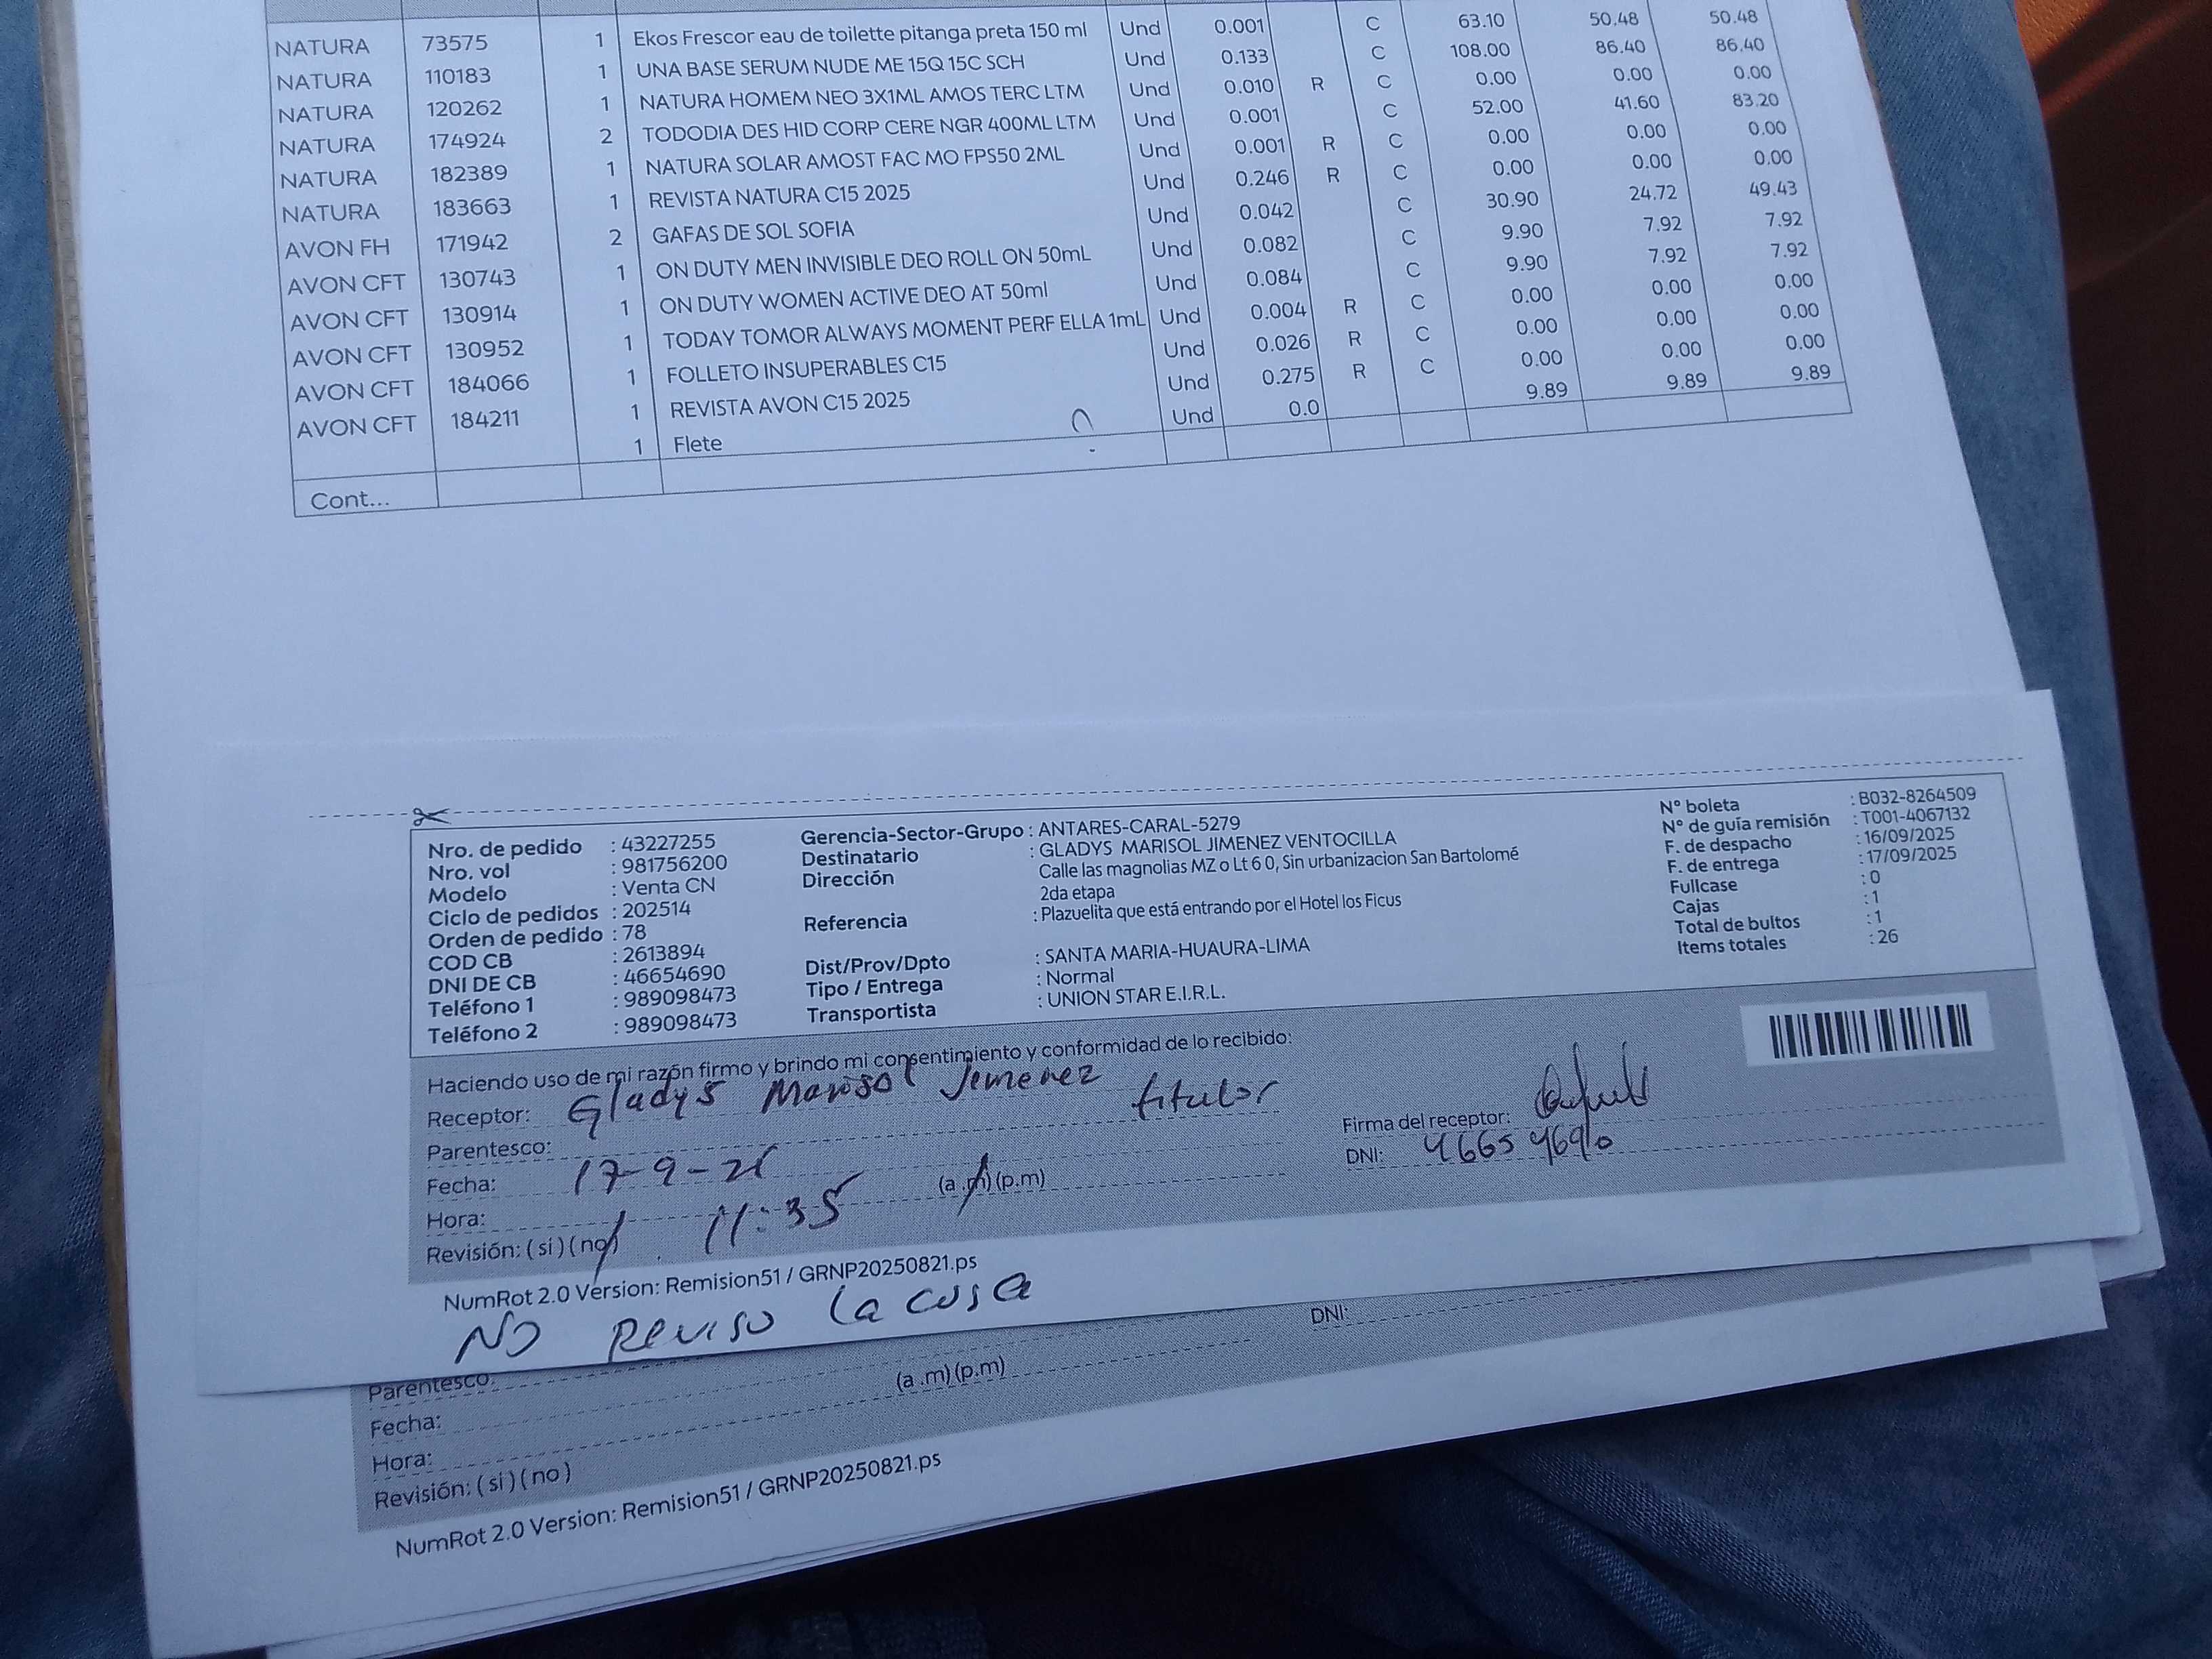 NATURA 73575 1 Ekos Frescor eau de toilette pitanga preta 150 ml Und 0.001 C 63.10 50.48 50.48
NATURA 110183 1 UNA BASE SERUM NUDE ME 15Q 15C SCH Und 0.133 C 108.00 86.40 86.40
NATURA 120262 1 NATURA HOMEM NEO 3X1ML AMOS TERC LTM Und 0.010 R C 0.00 0.00 0.00
NATURA 174924 2 TODODIA DES HID CORP CERE NGR 400ML LTM Und 0.001 C 52.00 41.60 83.20
NATURA 182389 1 NATURA SOLAR AMOST FAC MO FPS50 2ML Und 0.001 R C 0.00 0.00 0.00
NATURA 183663 1 REVISTA NATURA C15 2025 Und 0.246 R C 0.00 0.00 0.00
AVON FH 171942 2 GAFAS DE SOL SOFIA Und 0.042 C 30.90 24.72 49.43
AVON CFT 130743 1 ON DUTY MEN INVISIBLE DEO ROLL ON 50mL Und 0.082 C 9.90 7.92 7.92
AVON CFT 130914 1 ON DUTY WOMEN ACTIVE DEO AT 50ml Und 0.084 C 9.90 7.92 7.92
AVON CFT 130952 1 TODAY TOMOR ALWAYS MOMENT PERF ELLA 1mL Und 0.004 R C 0.00 0.00 0.00
AVON CFT 184066 1 FOLLETO INSUPERABLES C15 Und 0.026 R C 0.00 0.00 0.00
AVON CFT 184211 1 REVISTA AVON C15 2025 Und 0.275 R C 0.00 0.00 0.00
1 Flete Und 0.0 9.89 9.89 9.89
Cont...
Nro. de pedido : 43227255
Nro. vol : 981756200
Modelo : Venta CN
Ciclo de pedidos : 202514
Orden de pedido : 78
COD CB : 2613894
DNI DE CB : 46654690
Teléfono 1 : 989098473
Teléfono 2 : 989098473
Gerencia-Sector-Grupo : ANTARES-CARAL-5279
Destinatario : GLADYS MARISOL JIMENEZ VENTOCILLA
Dirección Calle las magnolias MZ o Lt 6 0, Sin urbanizacion San Bartolomé
2da etapa
Referencia : Plazuelita que está entrando por el Hotel los Ficus
Dist/Prov/Dpto : SANTA MARIA-HUAURA-LIMA
Tipo / Entrega : Normal
Transportista : UNION STAR E.I.R.L.
N° boleta : B032-8264509
N° de guía remisión : T001-4067132
F. de despacho : 16/09/2025
F. de entrega : 17/09/2025
Fullcase : 0
Cajas : 1
Total de bultos : 1
Items totales : 26
Haciendo uso de mi razón firmo y brindo mi consentimiento y conformidad de lo recibido:
Receptor: Gladys Marisol Jimenez
Parentesco: titular
Fecha: 17-9-25
Hora: 11:35 (a .m) (p.m)
Revisión: ( si ) ( no )
Firma del receptor:
DNI: 46654690
NumRot 2.0 Version: Remision51 / GRNP20250821.ps
NO REVISO La casa
DNI:
Parentesco:
Fecha: (a .m) (p.m)
Hora:
Revisión: ( si ) ( no )
NumRot 2.0 Version: Remision51 / GRNP20250821.ps